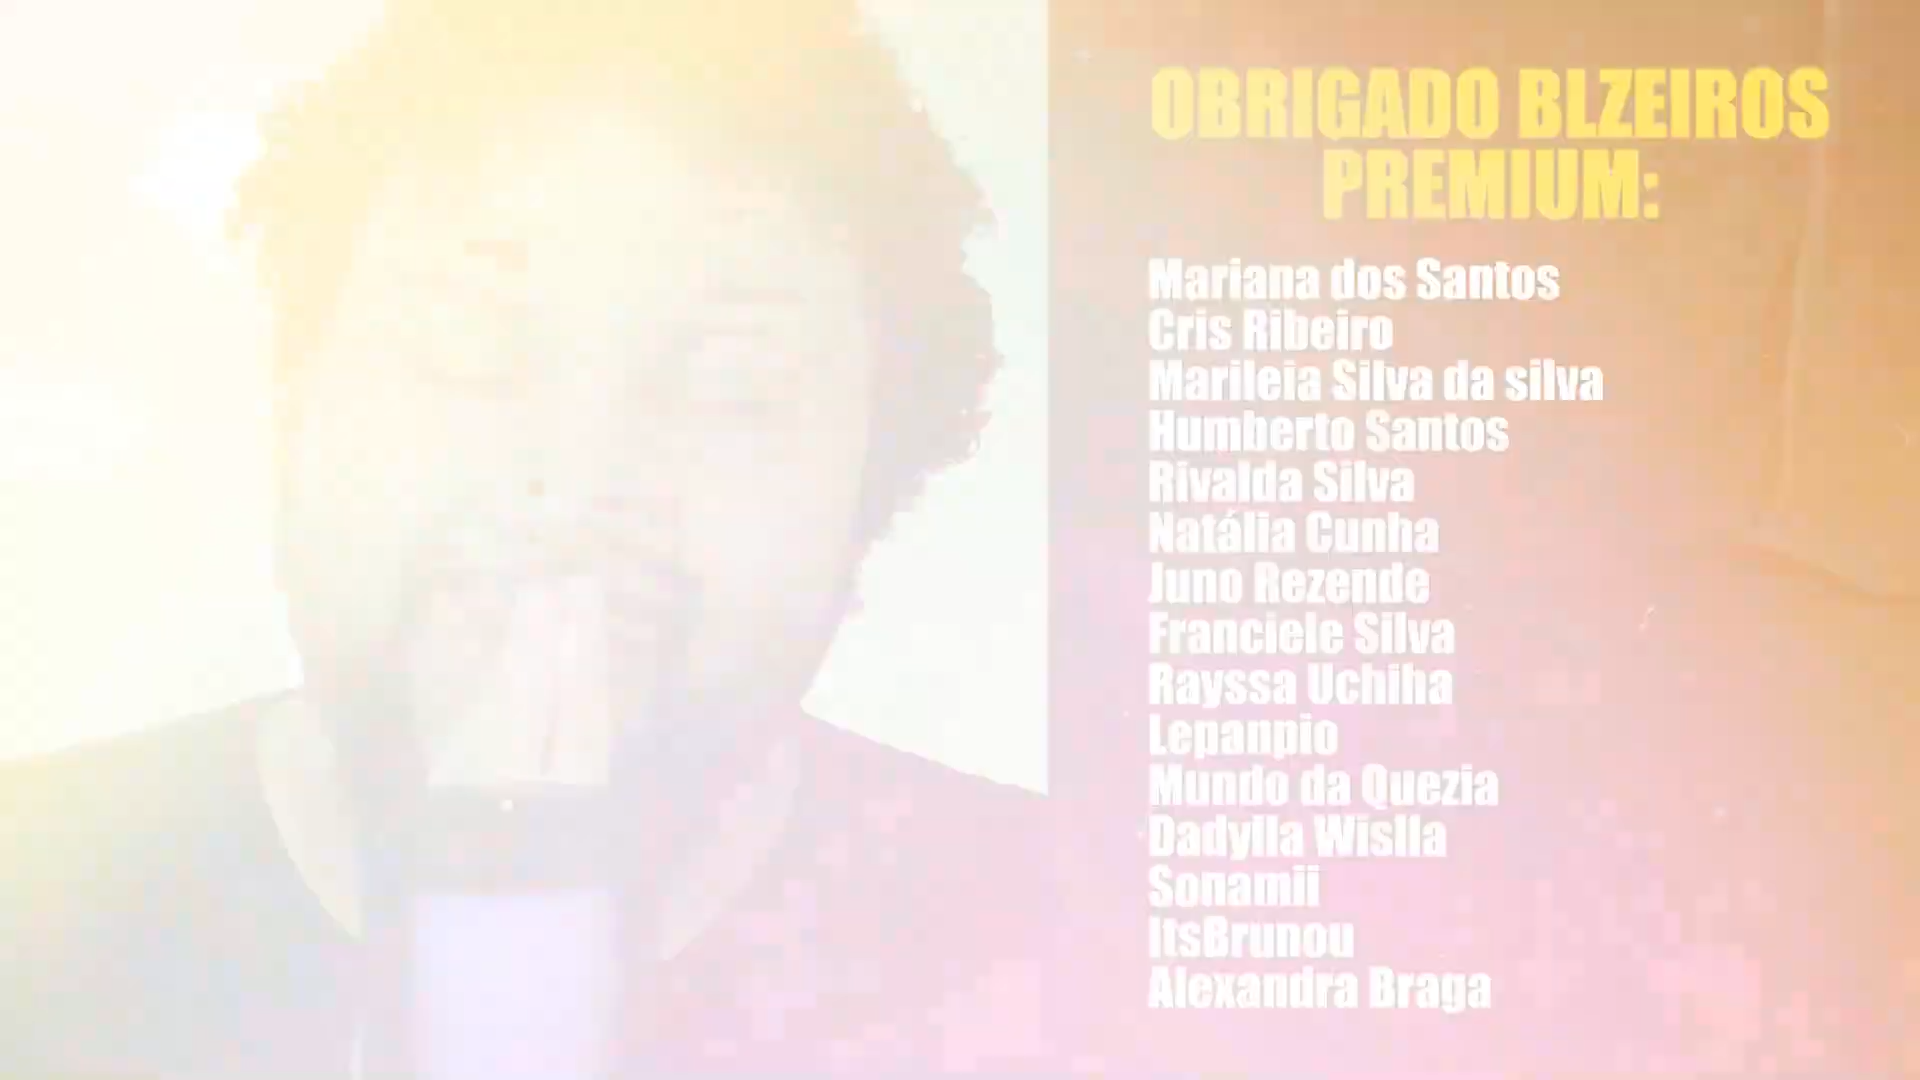 OBRIGADO BLZEIROS
PREMIUM:
Mariana dos Santos
Cris Ribeiro
Marileia Silva da silva
Humberto Santos
Rivalda Silva
Natália Cunha
Juno Rezende
Franciele Silva
Rayssa Uchiha
Lepanpio
Mundo da Quezia
Dadylla Wislla
Sonamii
ItsBrunou
Alexandra Braga